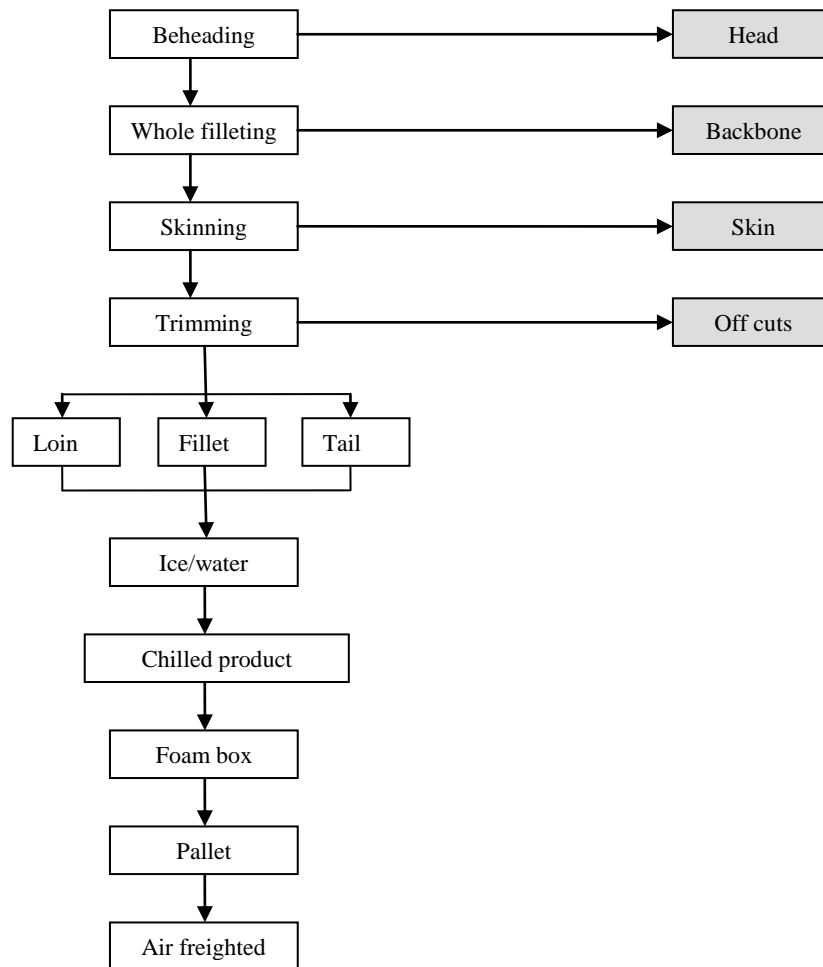 Beheading
Head
Whole filleting
Backbone
Skinning
Skin
Trimming
Off cuts
Loin
Fillet
Tail
Ice/water
Chilled product
Foam box
Pallet
Air freighted